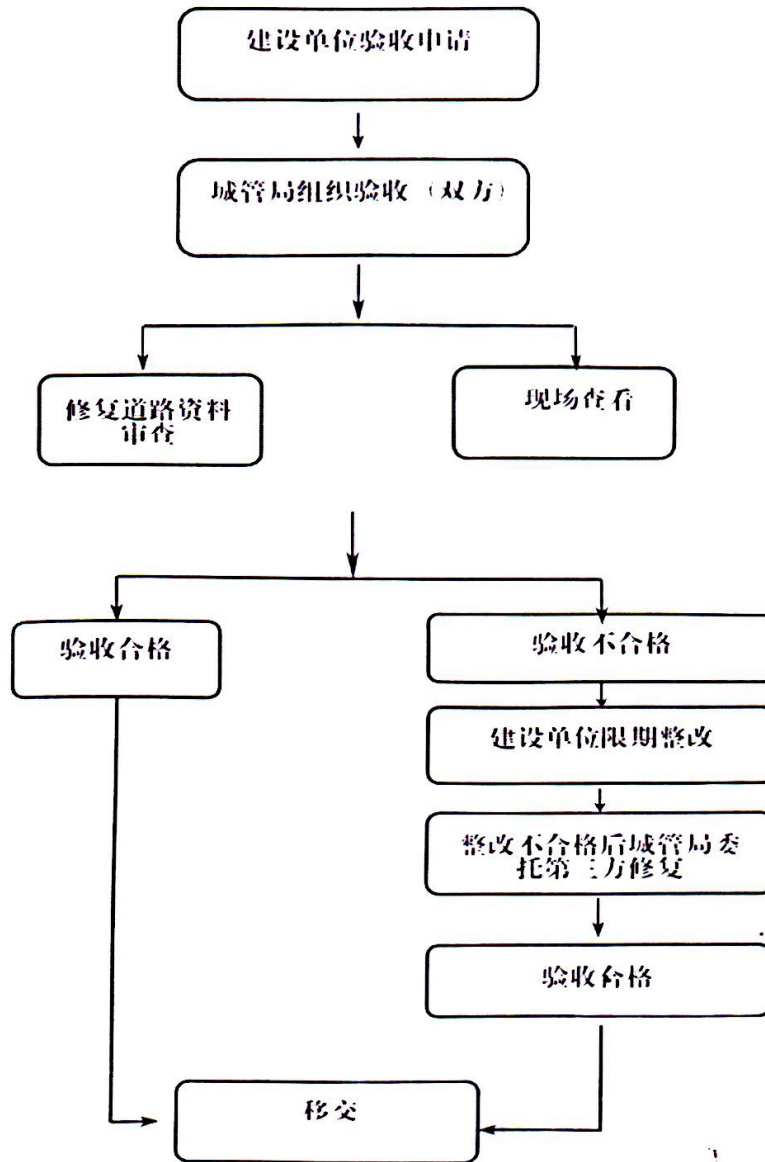 建设单位验收申请
城管局组织验收（双方）
修复道路资料
审查
现场查看
验收合格
验收不合格
建设单位限期整改
整改不合格后城管局委
托第三方修复
验收合格
移交